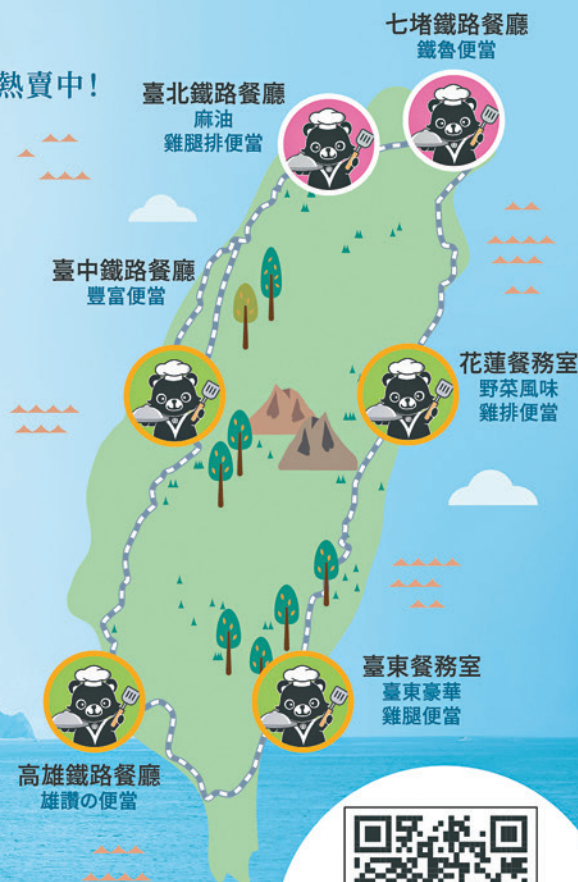 七堵鐵路餐廳
鐵魯便當
熱賣中!
臺北鐵路餐廳
麻油
雞腿排便當
臺中鐵路餐廳
豐富便當
花蓮餐務室
野菜風味
雞排便當
臺東餐務室
臺東豪華
雞腿便當
高雄鐵路餐廳
雄讚の便當